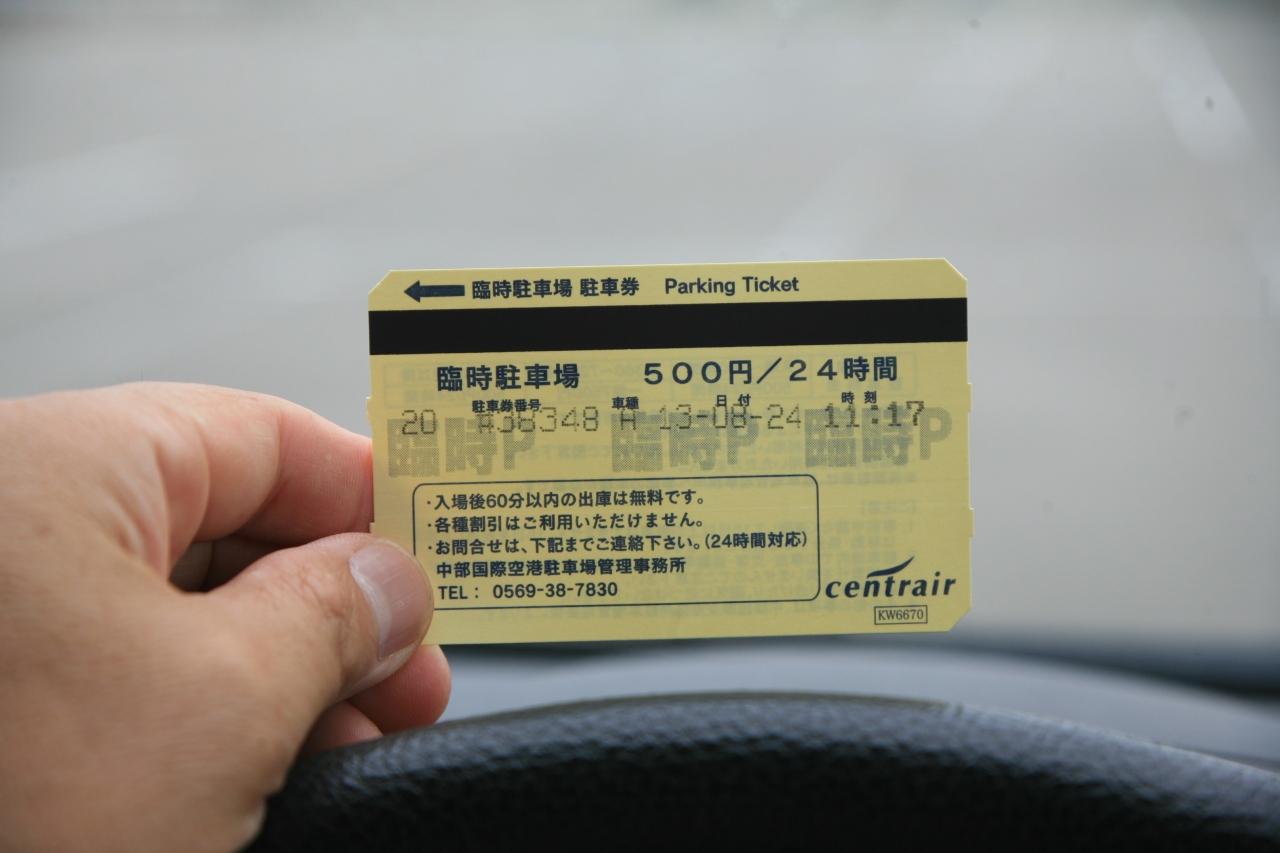 臨時駐車場 駐車券 Parking Ticket
臨時駐車場 500円／24時間
駐車券番号 車種 日付 時刻
20 #38348 A 13-08-24 11:17
臨時P 臨時P 臨時P
・入場後60分以内の出庫は無料です。
・各種割引はご利用いただけません。
・お問合せは、下記までご連絡下さい。(24時間対応)
中部国際空港駐車場管理事務所
TEL： 0569-38-7830
centrair
KW6670